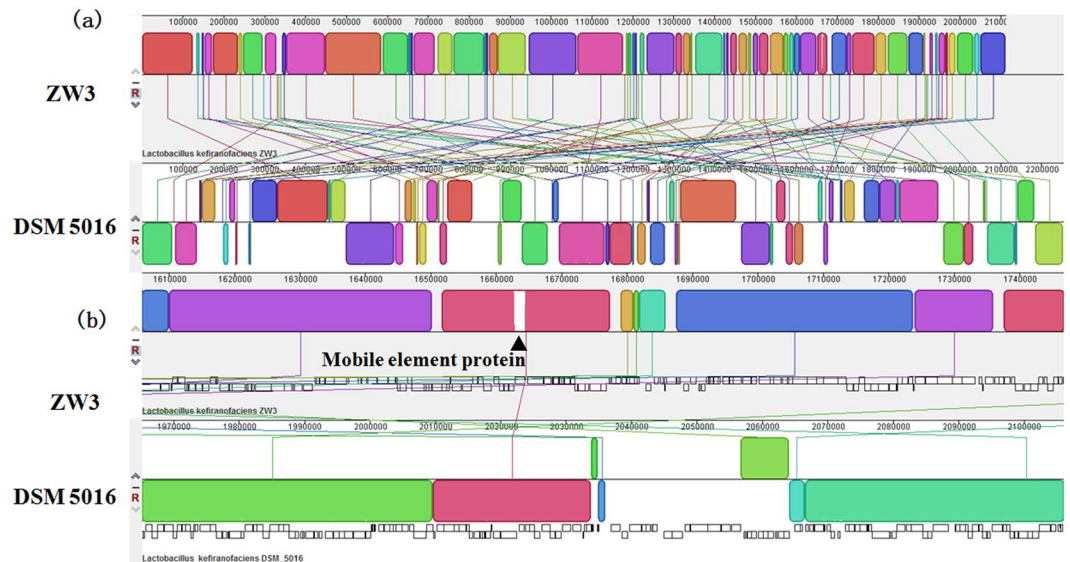 (a)
100000 200000 300000 400000 500000 600000 700000 800000 900000 1000000 1100000 1200000 1300000 1400000 1500000 1600000 1700000 1800000 1900000 2000000 21000
ZW3
R
Lactobacillus kefiranofaciens ZW3
100000 200000 300000 400000 500000 600000 700000 800000 900000 1000000 1100000 1200000 1300000 1400000 1500000 1600000 1700000 1800000 1900000 2000000 2100000 2200000
DSM 5016
R
1610000 1620000 1630000 1640000 1650000 1660000 1670000 1680000 1690000 1700000 1710000 1720000 1730000 1740000
(b)
R
Mobile element protein
ZW3
Lactobacillus kefiranofaciens ZW3
1970000 1980000 1990000 2000000 2010000 2020000 2030000 2040000 2050000 2060000 2070000 2080000 2090000 2100000
DSM 5016
R
Lactobacillus kefiranofaciens DSM_5016